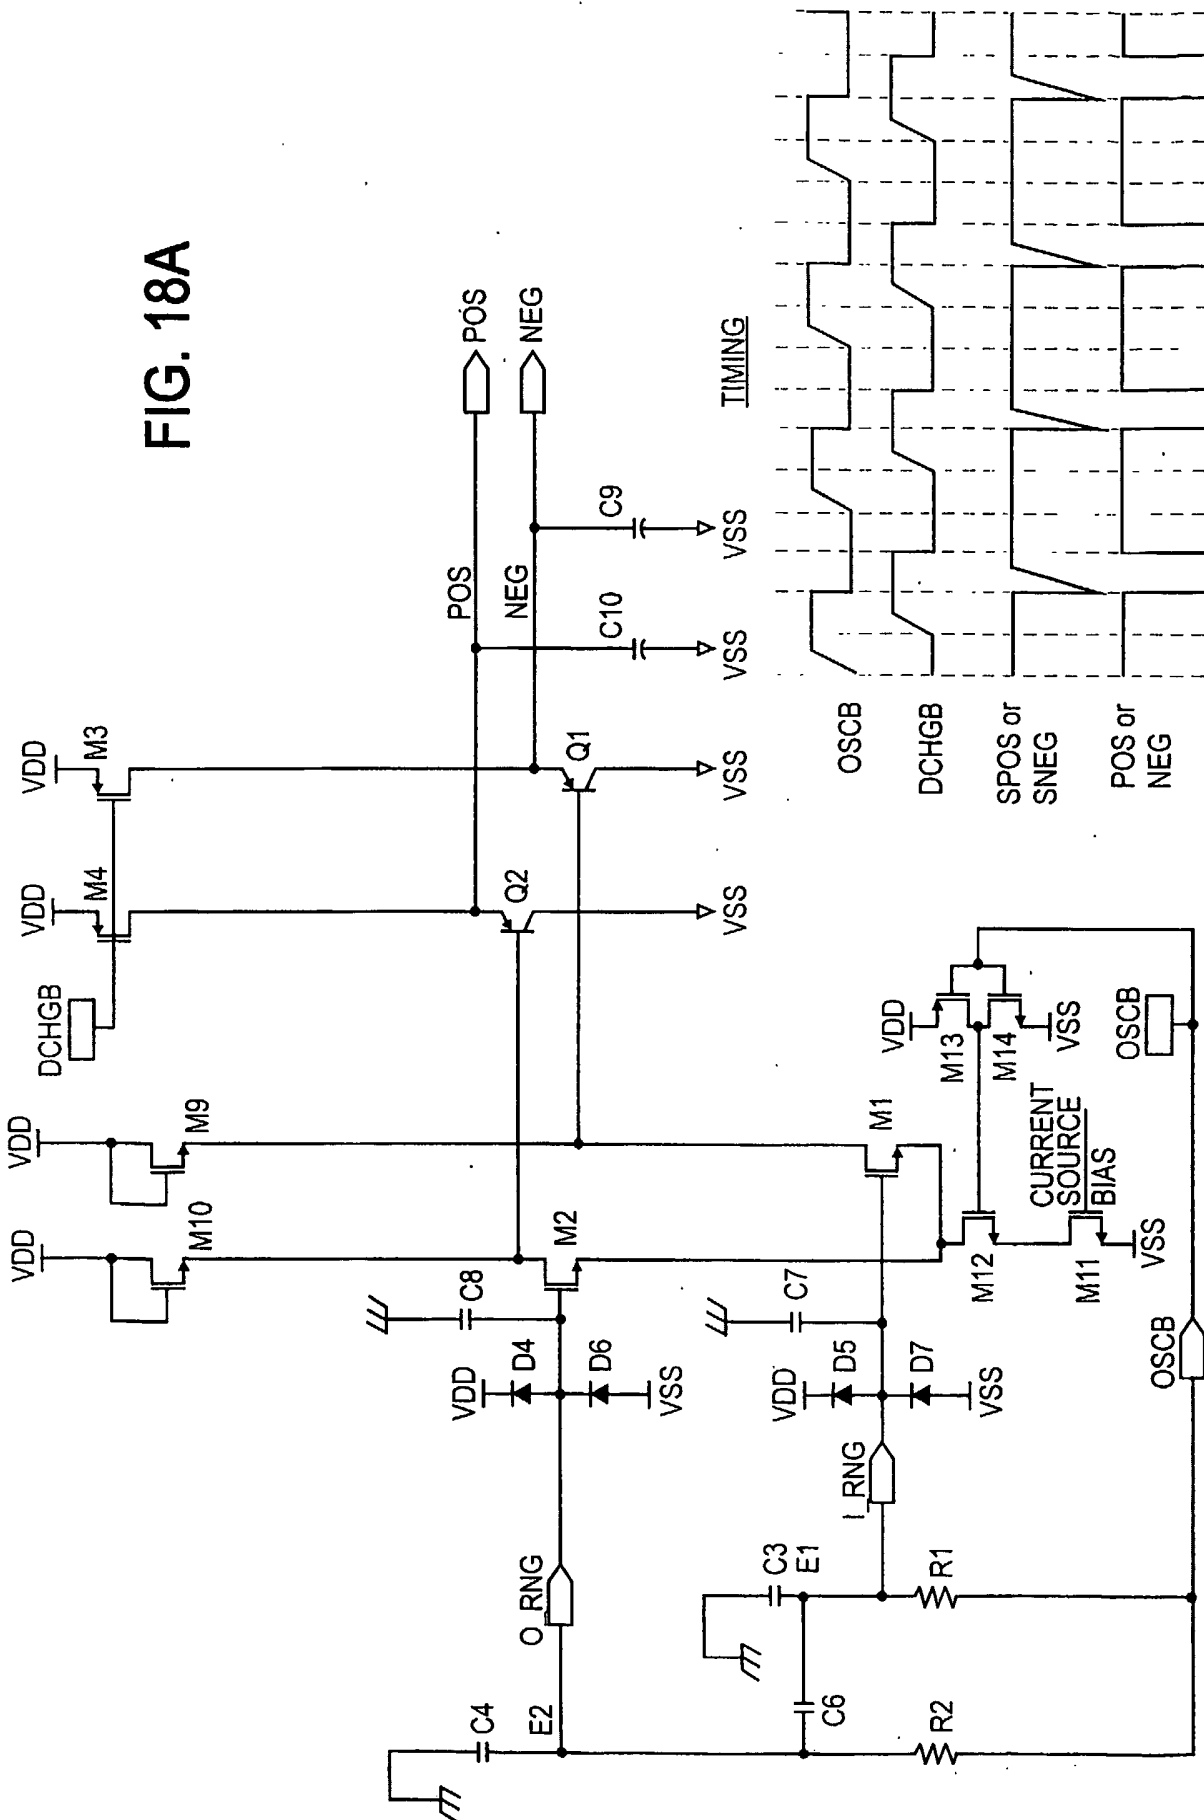 FIG. 18A
VDD
VDD
DCHGB
VDD
VDD
M10
M9
M4
M3
POS
POS
NEG
NEG
C4
E2
O_RNG
C8
VDD
D4
D6
VSS
M2
Q2
Q1
C10
C9
VSS
VSS
VSS
VSS
C3
E1
C6
I_RNG
C7
VDD
D5
D7
VSS
M1
R2
R1
VDD
M13
M14
VSS
M12
M11
CURRENT
SOURCE
BIAS
VSS
OSCB
OSCB
TIMING
OSCB
DCHGB
SPOS or
SNEG
POS or
NEG